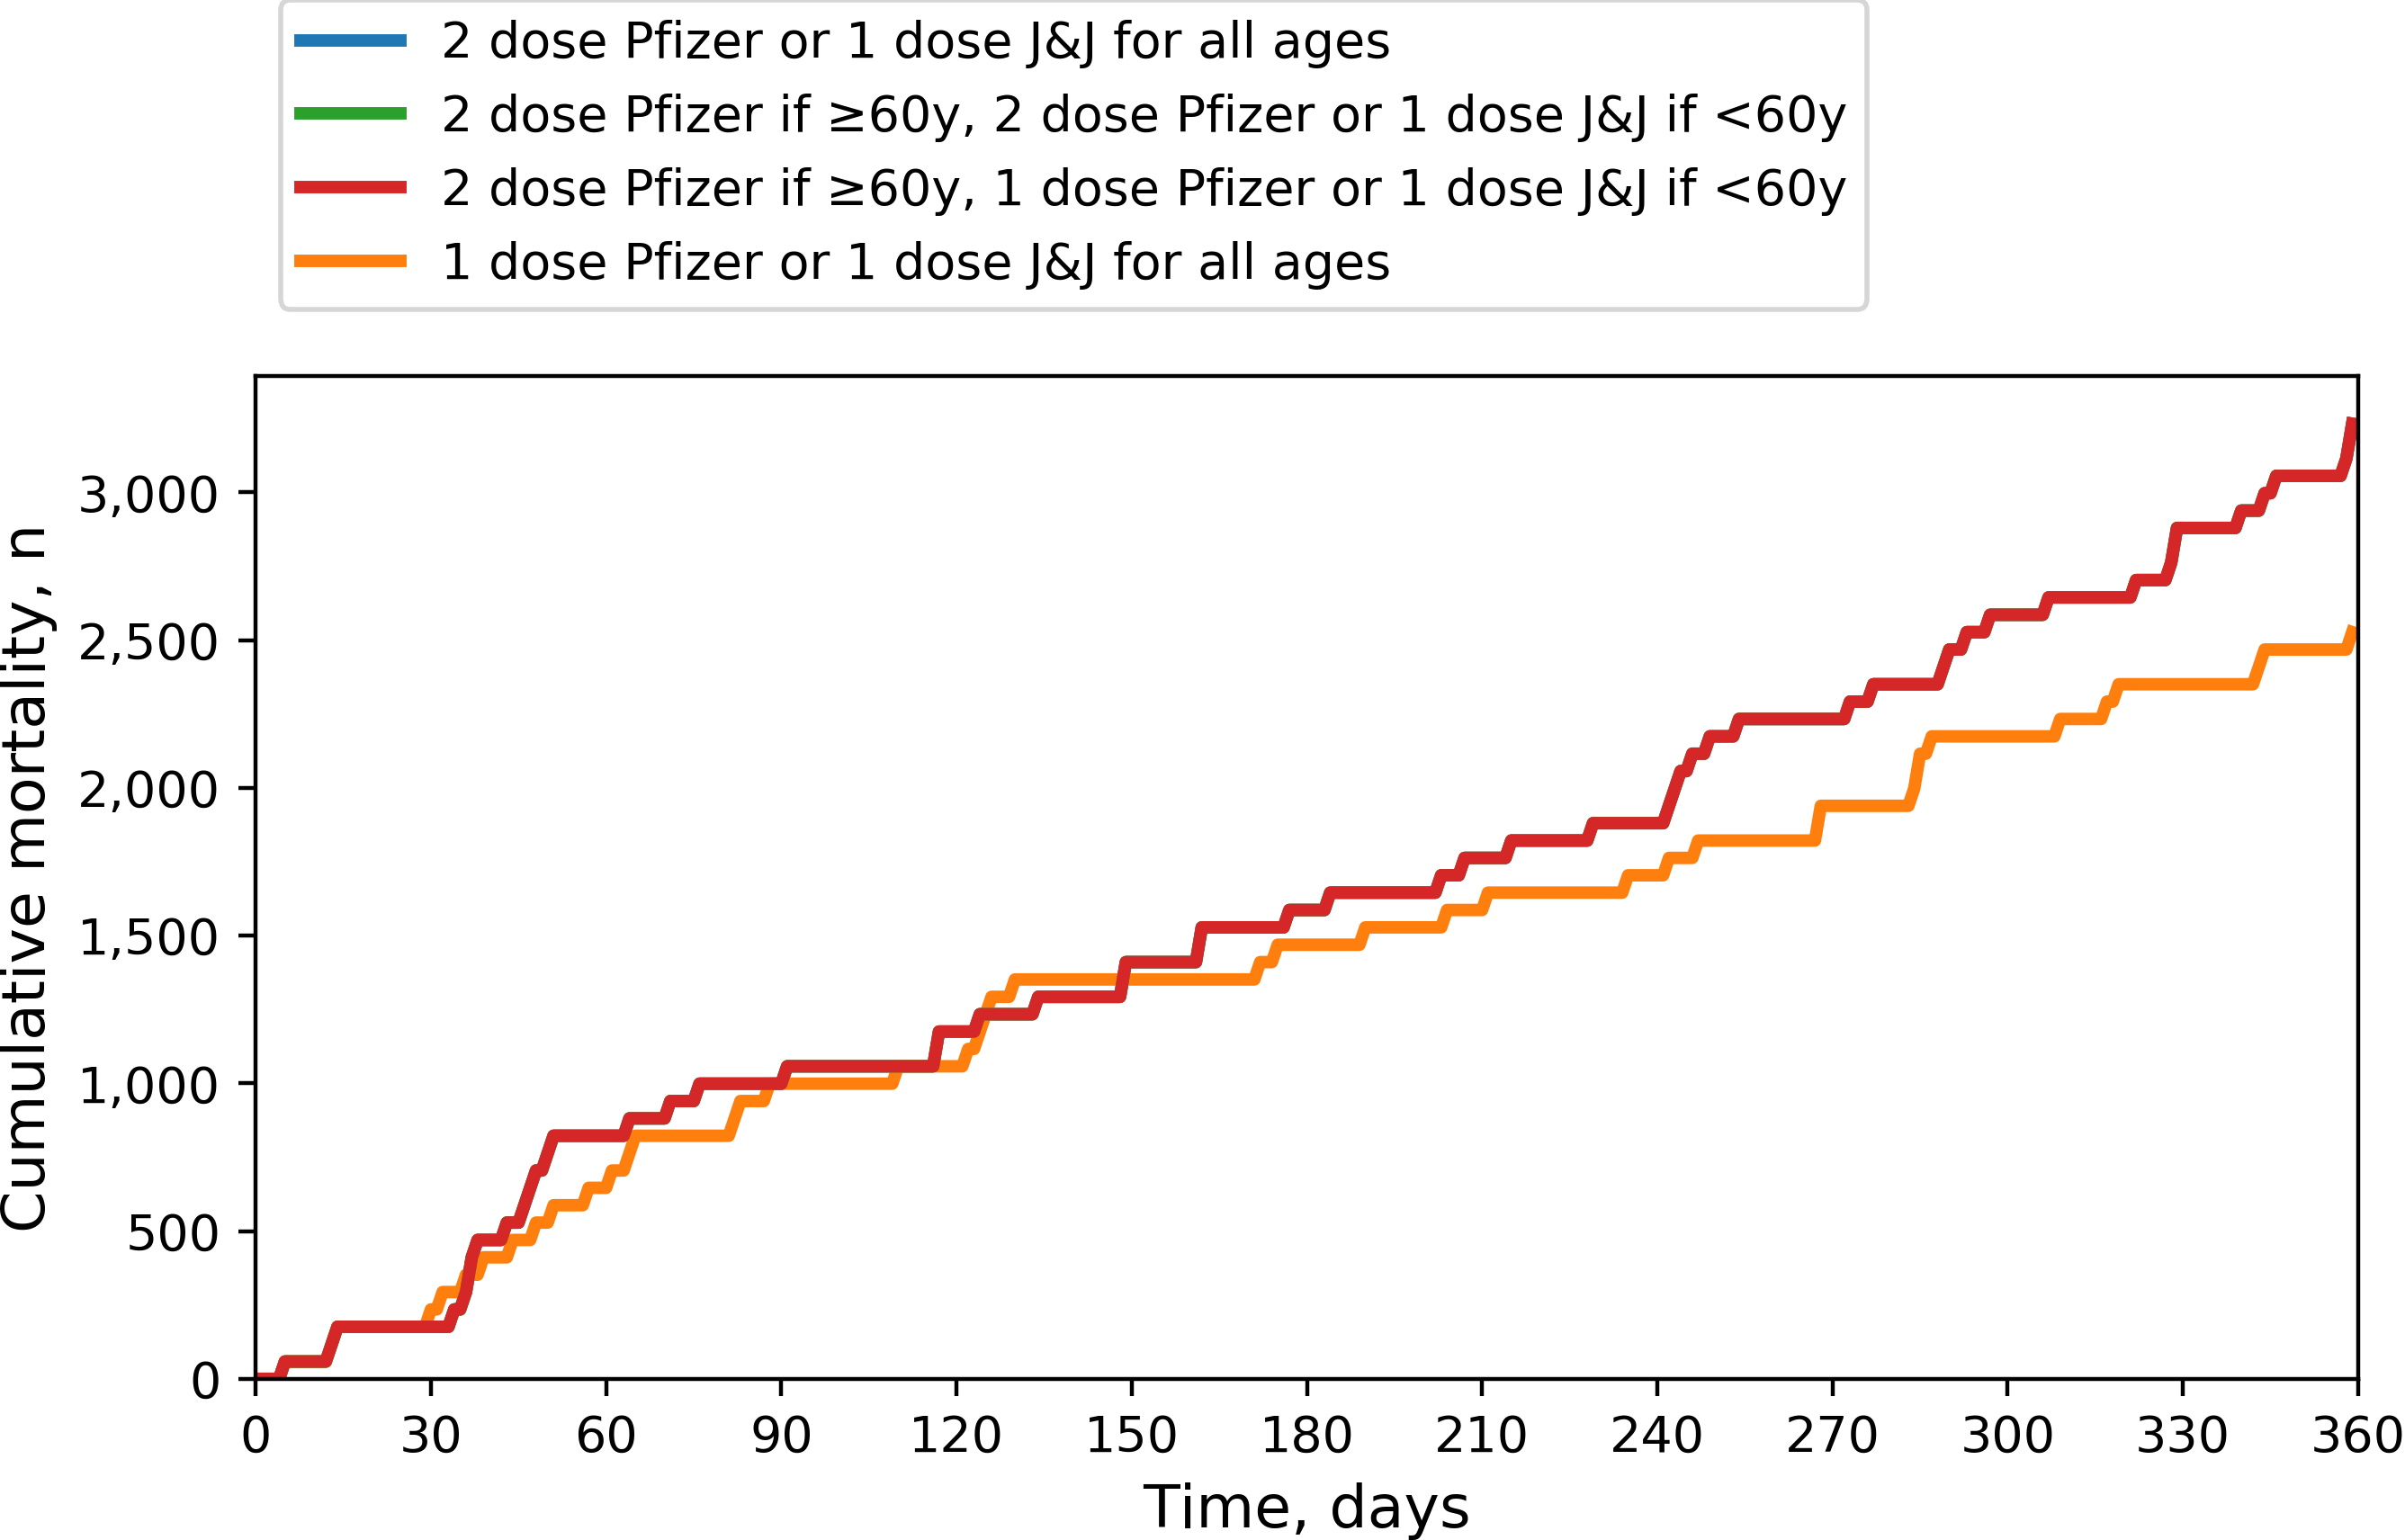 2 dose Pfizer or 1 dose J&J for all ages
2 dose Pfizer if ≥60y, 2 dose Pfizer or 1 dose J&J if <60y
2 dose Pfizer if ≥60y, 1 dose Pfizer or 1 dose J&J if <60y
1 dose Pfizer or 1 dose J&J for all ages
Cumulative mortality, n
3,000
2,500
2,000
1,500
1,000
500
0
0 30 60 90 120 150 180 210 240 270 300 330 360
Time, days